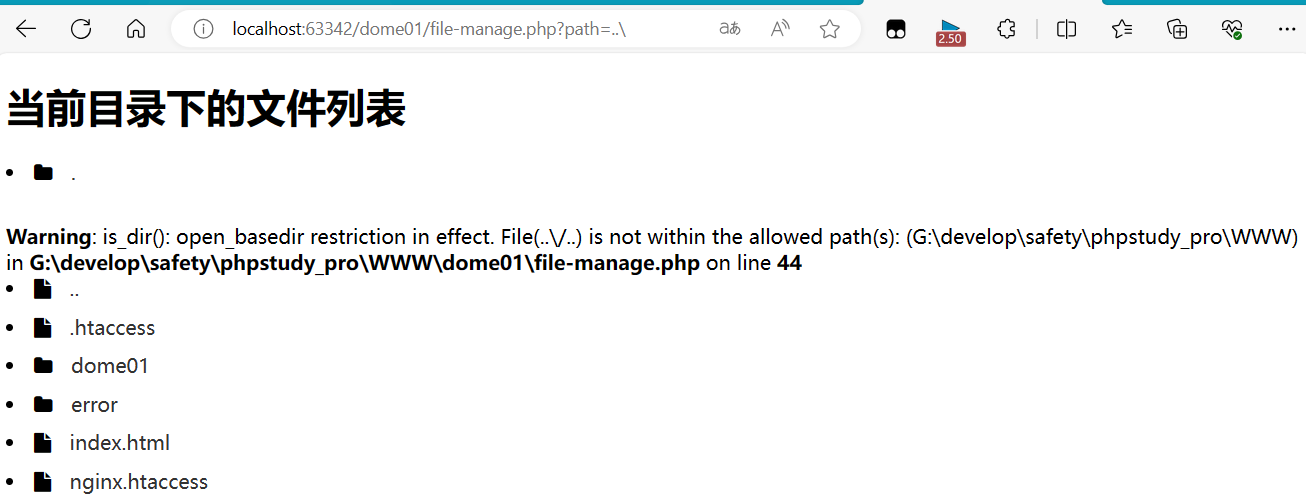 localhost:63342/dome01/file-manage.php?path=..\
aあ
A
2.50
当前目录下的文件列表
.
Warning: is_dir(): open_basedir restriction in effect. File(..\/..) is not within the allowed path(s): (G:\develop\safety\phpstudy_pro\WWW)
in G:\develop\safety\phpstudy_pro\WWW\dome01\file-manage.php on line 44
..
.htaccess
dome01
error
index.html
nginx.htaccess